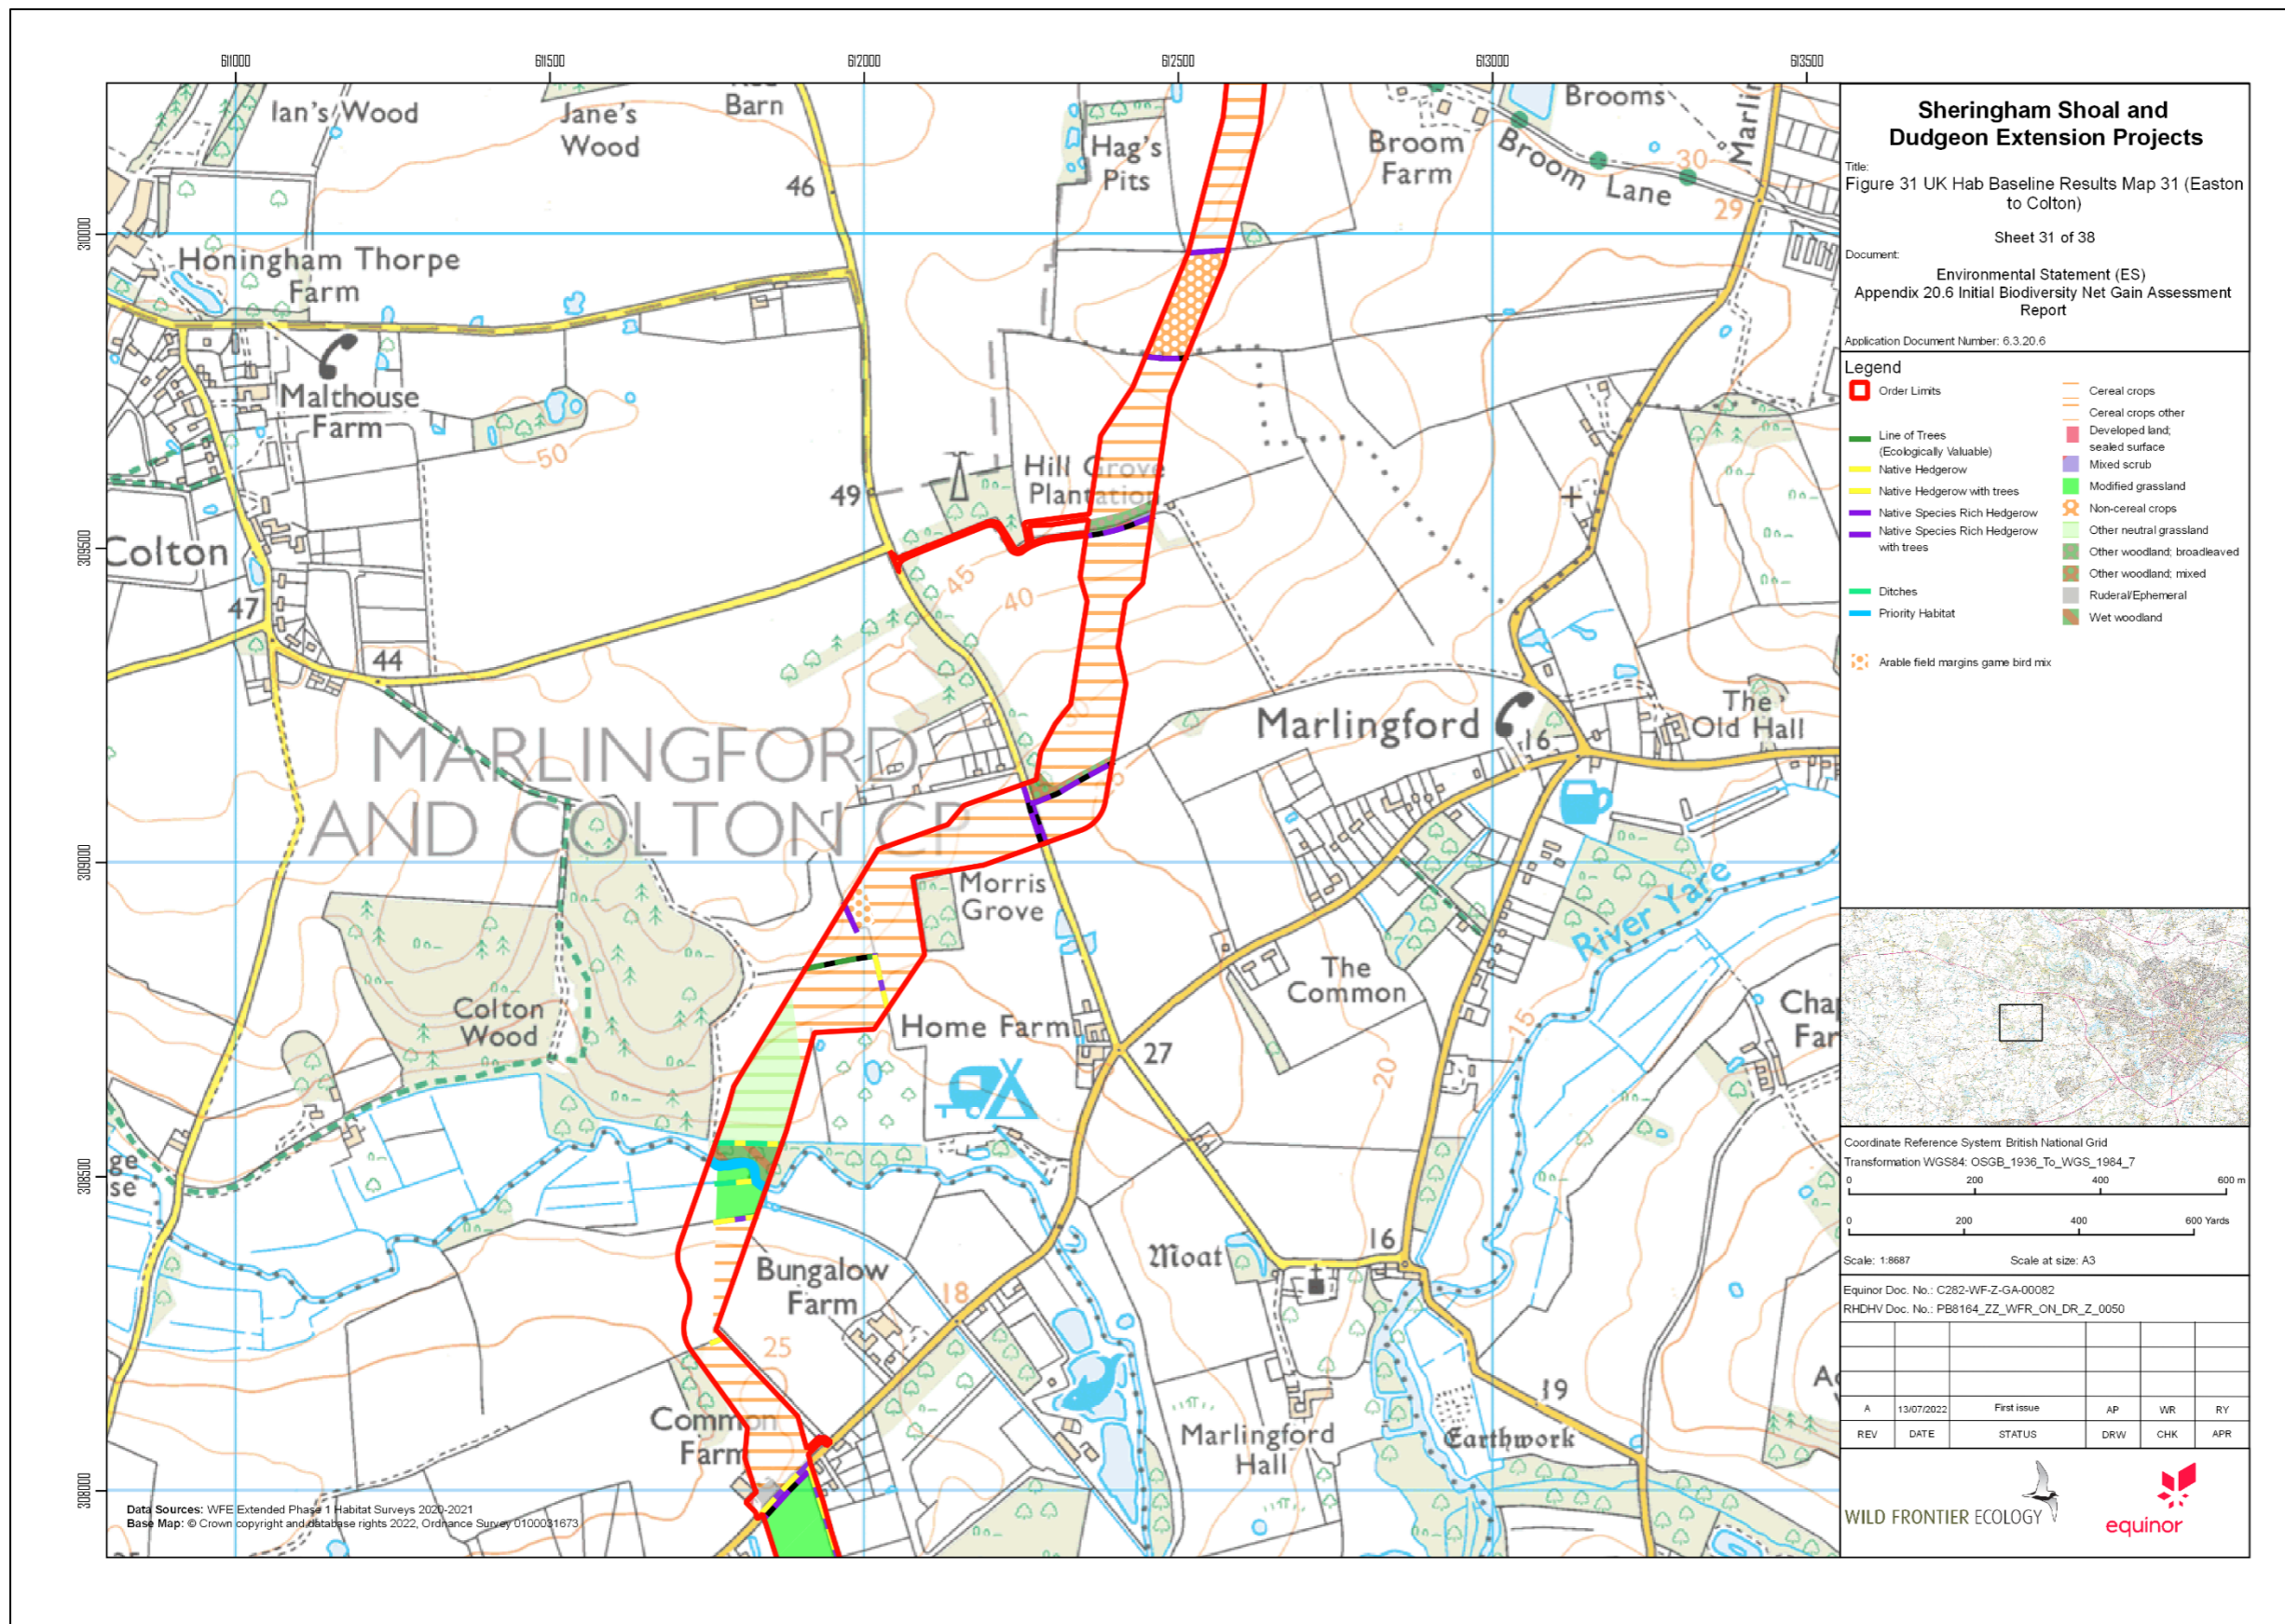 611000
611500
612000
612500
613000
613500
310000
309500
309000
308500
308000
Ian's Wood
Jane's
Wood
Barn
46
Hag's
Pits
Broom
Farm
Brooms
Broom Lane
30
29
Honingham Thorpe
Farm
Malthouse
Farm
50
49
Hill Grove
Plantation
Colton
47
44
45
40
MARLINGFORD
AND COLTON CP
Marlingford
16
The
Old Hall
Morris
Grove
River Yare
The
Common
Colton
Wood
Home Farm
27
15
20
Bungalow
Farm
18
25
Moat
16
19
Common
Farm
Marlingford
Hall
Earthwork
Data Sources: WFE Extended Phase 1 Habitat Surveys 2020-2021
Base Map: © Crown copyright and database rights 2022, Ordnance Survey 0100031673
Sheringham Shoal and
Dudgeon Extension Projects
Title:
Figure 31 UK Hab Baseline Results Map 31 (Easton
to Colton)
Sheet 31 of 38
Document:
Environmental Statement (ES)
Appendix 20.6 Initial Biodiversity Net Gain Assessment
Report
Application Document Number: 6.3.20.6
Legend
Order Limits
Line of Trees
(Ecologically Valuable)
Native Hedgerow
Native Hedgerow with trees
Native Species Rich Hedgerow
Native Species Rich Hedgerow
with trees
Ditches
Priority Habitat
Arable field margins game bird mix
Cereal crops
Cereal crops other
Developed land;
sealed surface
Mixed scrub
Modified grassland
Non-cereal crops
Other neutral grassland
Other woodland; broadleaved
Other woodland; mixed
Ruderal/Ephemeral
Wet woodland
Coordinate Reference System: British National Grid
Transformation WGS84: OSGB_1936_To_WGS_1984_7
0 200 400 600 m
0 200 400 600 Yards
Scale: 1:8687 Scale at size: A3
Equinor Doc. No.: C282-WF-Z-GA-00082
RHDHV Doc. No.: PB8164_ZZ_WFR_ON_DR_Z_0050
A 13/07/2022 First issue AP WR RY
REV DATE STATUS DRW CHK APR
WILD FRONTIER ECOLOGY
equinor